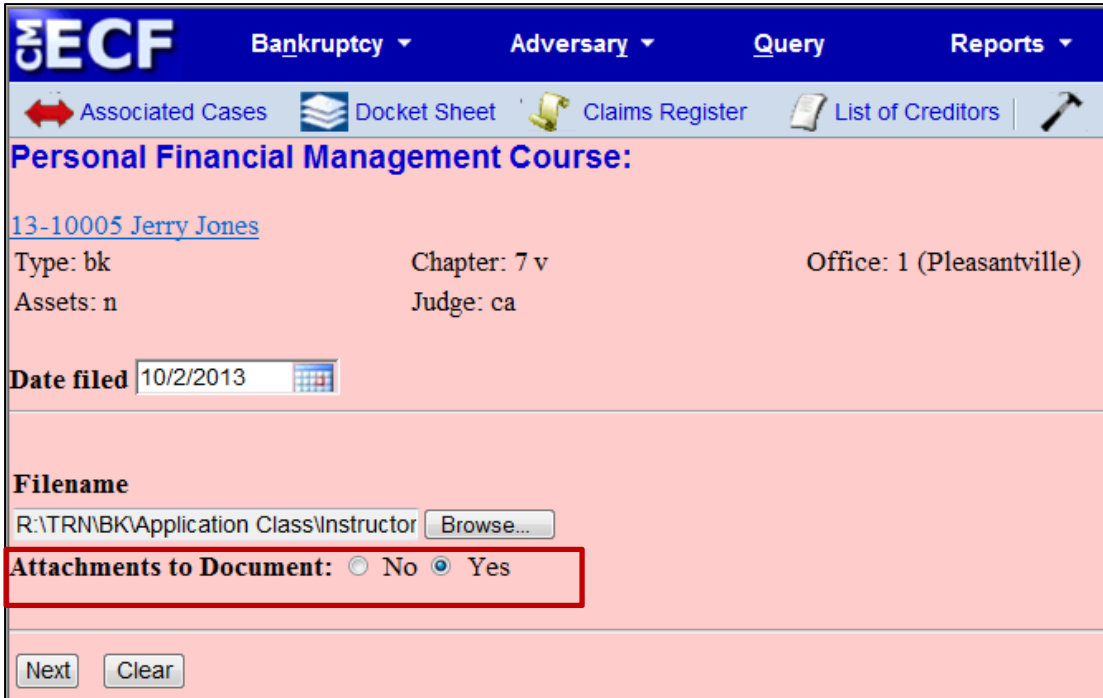 CM ECF Bankruptcy Adversary Query Reports
Associated Cases Docket Sheet Claims Register List of Creditors
Personal Financial Management Course:
13-10005 Jerry Jones
Type: bk Chapter: 7 v Office: 1 (Pleasantville)
Assets: n Judge: ca
Date filed 10/2/2013
Filename
R:\TRN\BK\Application Class\Instructor Browse...
Attachments to Document: No Yes
Next Clear